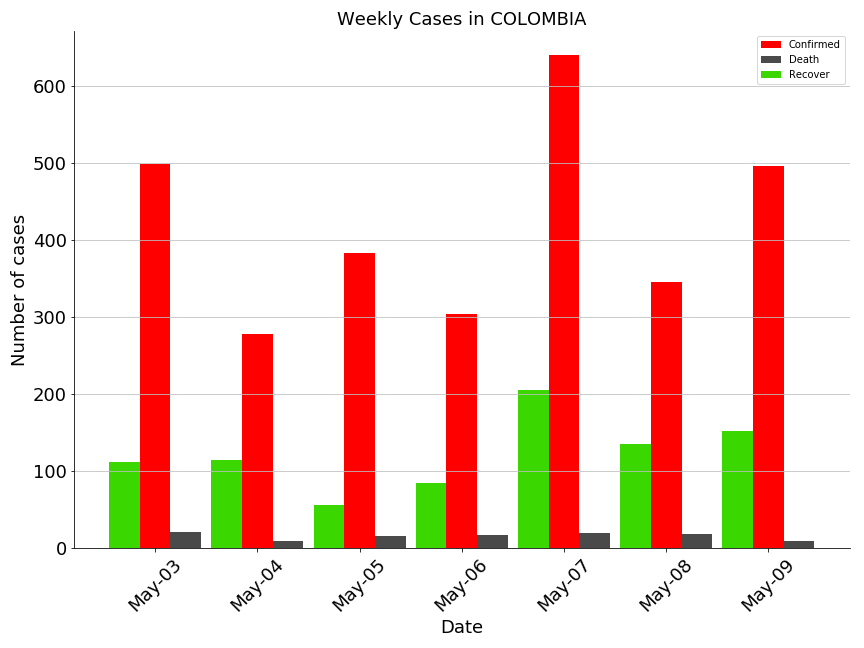 Weekly Cases in COLOMBIA
Confirmed
Death
Recover
Number of cases
600
500
400
300
200
100
0
May-03
May-04
May-05
May-06
May-07
May-08
May-09
Date